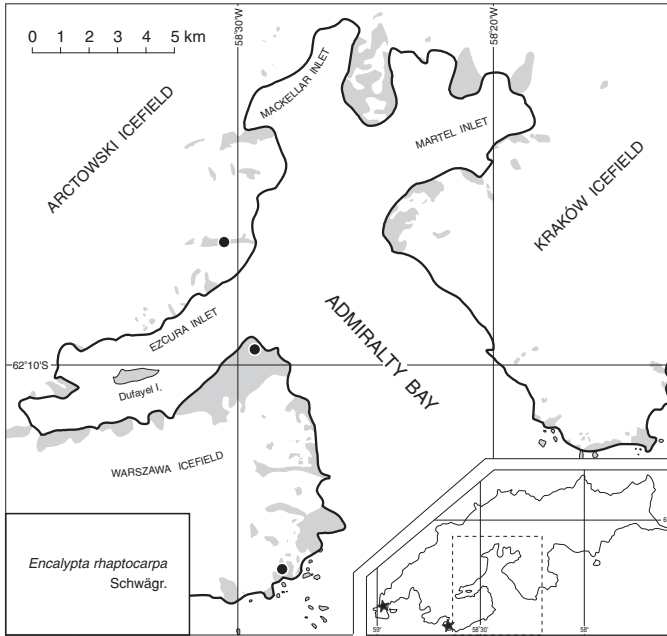 0 1 2 3 4 5 km
58°30'W
58°20'W
MACKELLAR INLET
ARCTOWSKI ICEFIELD
MARTEL INLET
KRAKÓW ICEFIELD
EZCURA INLET
ADMIRALTY BAY
62°10'S
Dufayel I.
WARSZAWA ICEFIELD
Encalypta rhaptocarpa
Schwägr.
59°
58°30'
58°